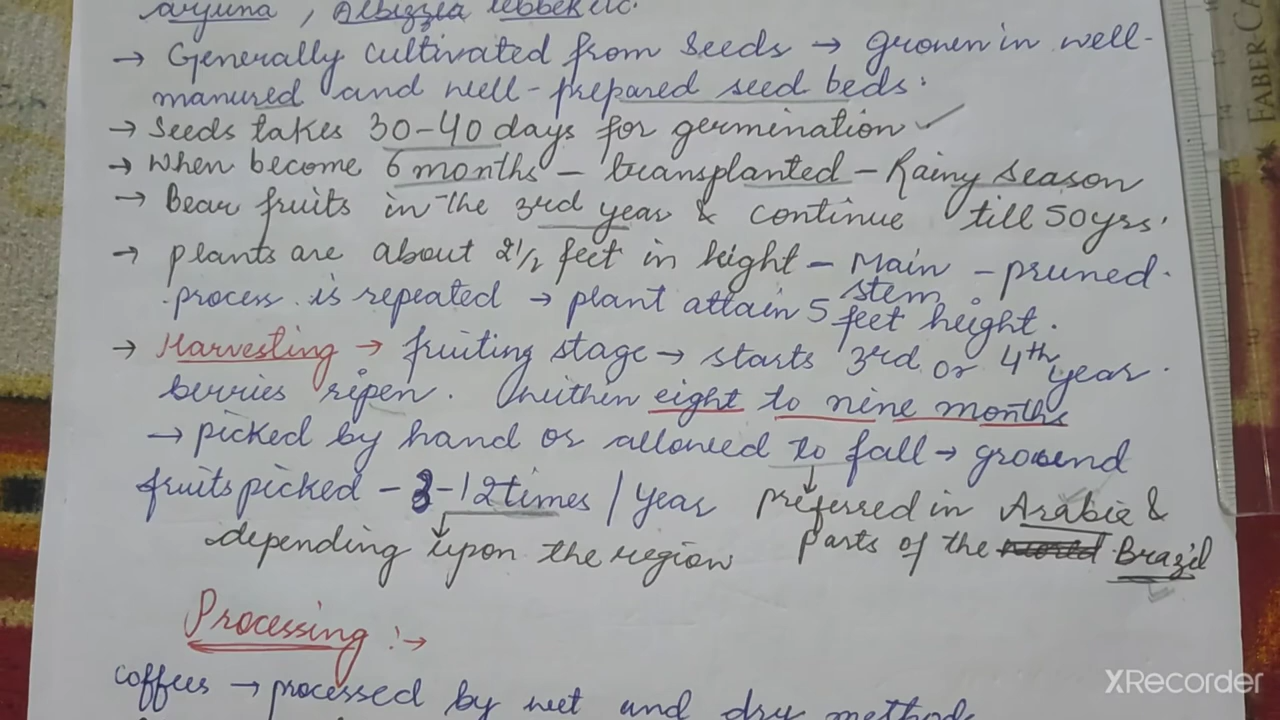 arjuna, Albizzia lebbek etc.
→ Generally cultivated from seeds → grown in well-
manured and well-prepared seed beds.
→ Seeds takes 30-40 days for germination ✓
→ When become 6 months - transplanted - Rainy season
→ Bear fruits in the 3rd year & continue till 50 yrs.
→ plants are about 2½ feet in hight - Main stem - pruned.
process is repeated → plant attain 5 feet height.
→ Harvesting → fruiting stage → starts 3rd or 4th year.
berries ripen. Within eight to nine months
→ picked by hand or allowed to fall → ground
fruits picked - 3-12 times / year preferred in Arabia &
depending upon the region parts of the Brazil
Processing :→
coffees → processed by wet and dry methods
FABER CA
XRecorder